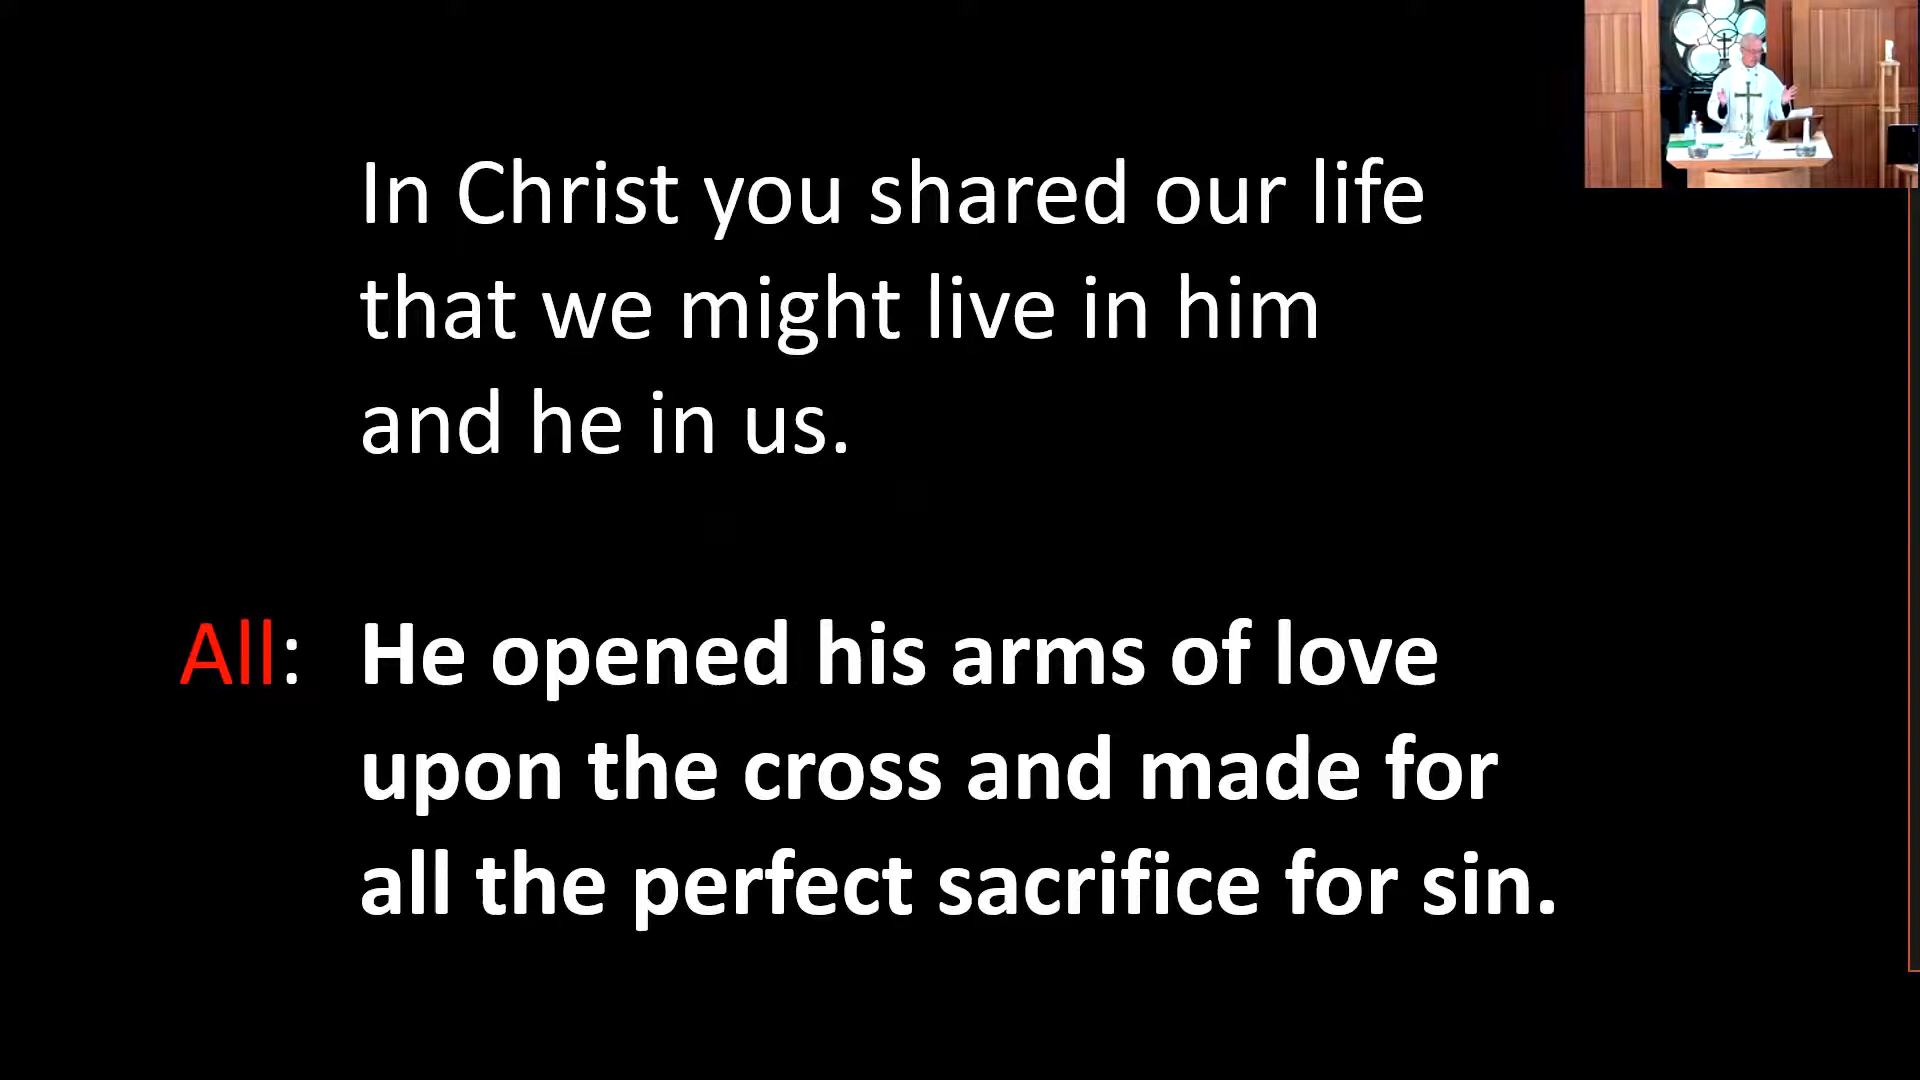 In Christ you shared our life
that we might live in him
and he in us.
All: He opened his arms of love
upon the cross and made for
all the perfect sacrifice for sin.